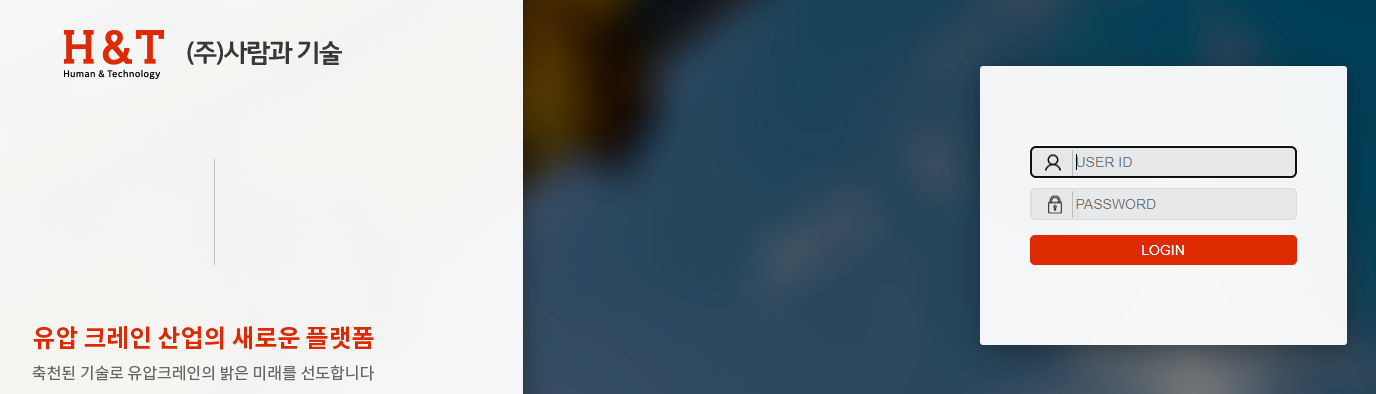 H&T
Human & Technology
(주)사람과 기술
유압 크레인 산업의 새로운 플랫폼
축천된 기술로 유압크레인의 밝은 미래를 선도합니다
USER ID
PASSWORD
LOGIN